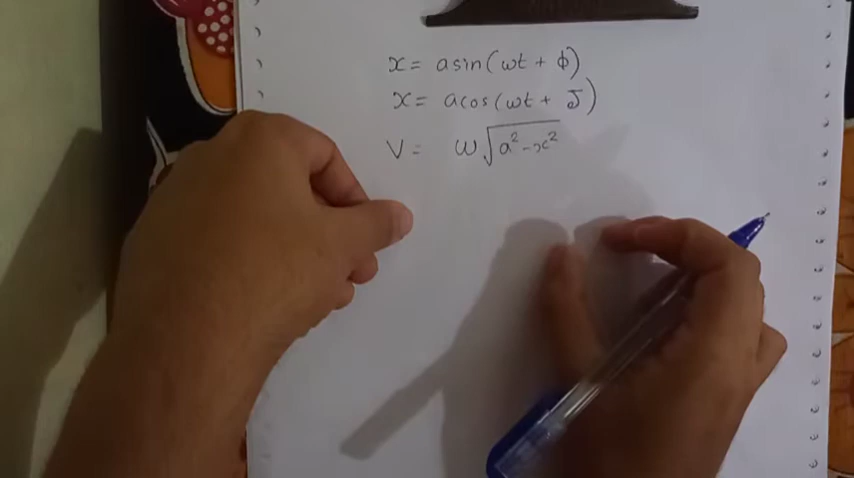 x = a sin(ωt + ϕ)
x = a cos(ωt + δ)
V = ω√a² - x²